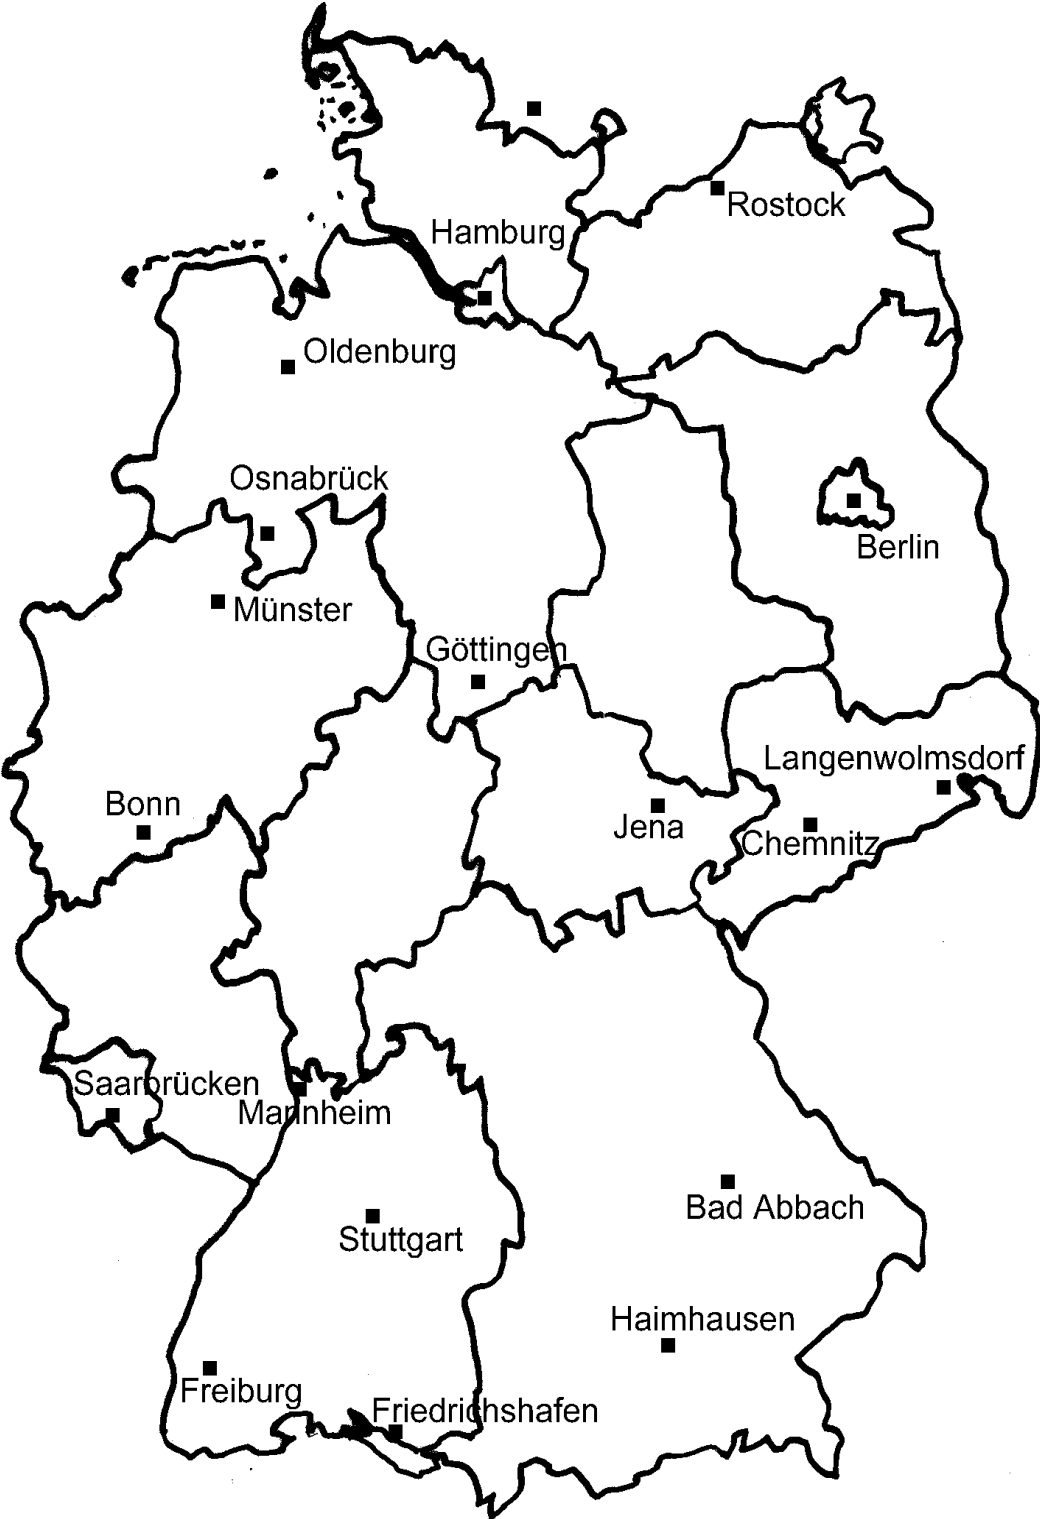 Rostock
Hamburg
Oldenburg
Osnabrück
Berlin
Münster
Göttingen
Langenwolmsdorf
Bonn
Jena
Chemnitz
Saarbrücken
Mannheim
Bad Abbach
Stuttgart
Haimhausen
Freiburg
Friedrichshafen